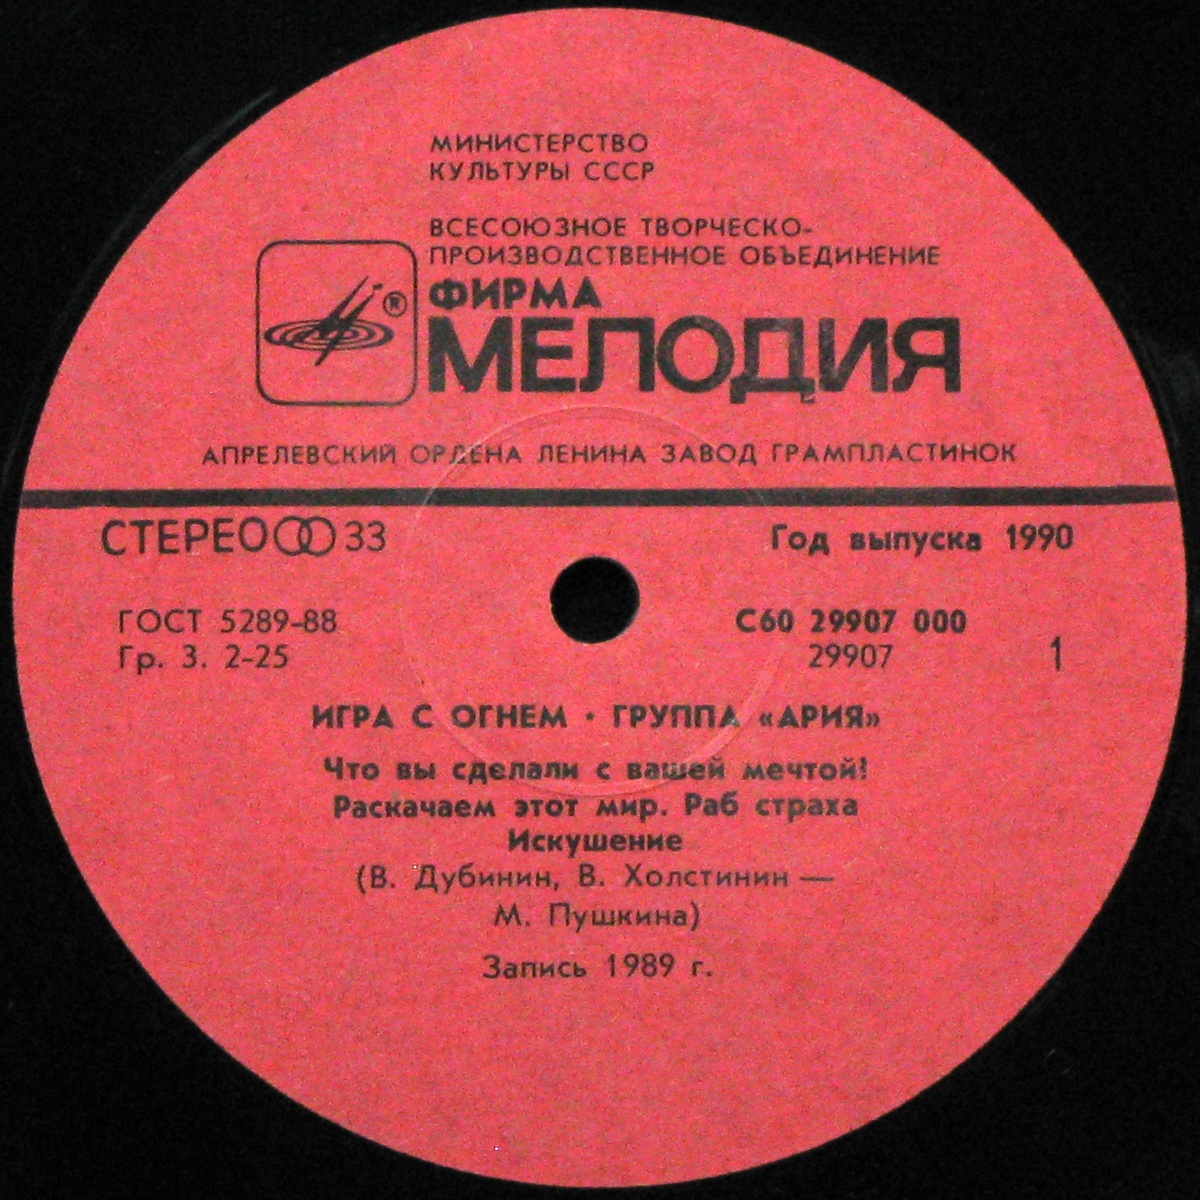 МИНИСТЕРСТВО
КУЛЬТУРЫ СССР
ВСЕСОЮЗНОЕ ТВОРЧЕСКО-
ПРОИЗВОДСТВЕННОЕ ОБЪЕДИНЕНИЕ
ФИРМА
®
МЕЛОДИЯ
АПРЕЛЕВСКИЙ ОРДЕНА ЛЕНИНА ЗАВОД ГРАМПЛАСТИНОК
СТЕРЕО 33
Год выпуска 1990
ГОСТ 5289-88
Гр. 3. 2-25
С60 29907 000
29907
1
ИГРА С ОГНЕМ · ГРУППА «АРИЯ»
Что вы сделали с вашей мечтой!
Раскачаем этот мир. Раб страха
Искушение
(В. Дубинин, В. Холстинин —
М. Пушкина)
Запись 1989 г.